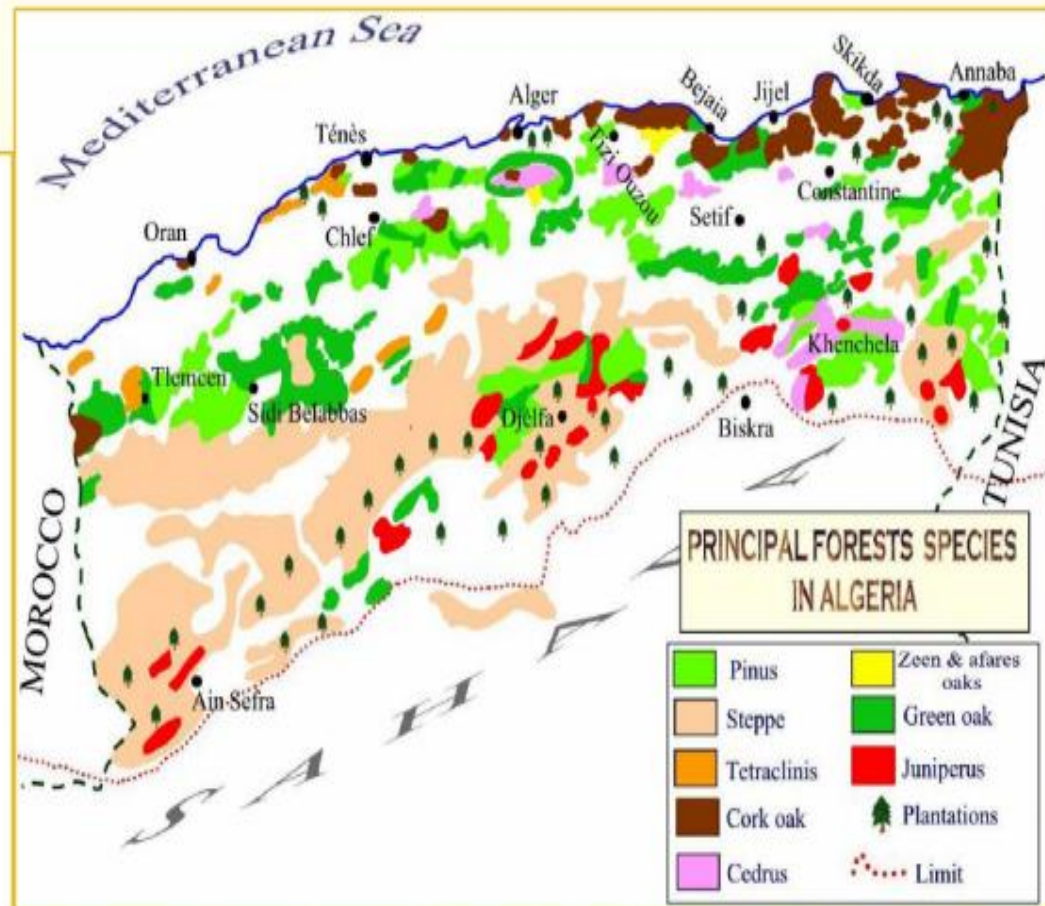 Mediterranean Sea
Skikda
Annaba
Jijel
Bejaia
Alger
Ténès
Tizi Ouzou
Constantine
Oran
Chlef
Setif
Khenchela
Tlemcen
Sidi Belabbas
Djelfa
Biskra
TUNISIA
MOROCCO
SAHARA
Ain-Sefra
PRINCIPAL FORESTS SPECIES
IN ALGERIA
Pinus
Zeen & afares
oaks
Steppe
Green oak
Tetraclinis
Juniperus
Cork oak
Plantations
Cedrus
Limit